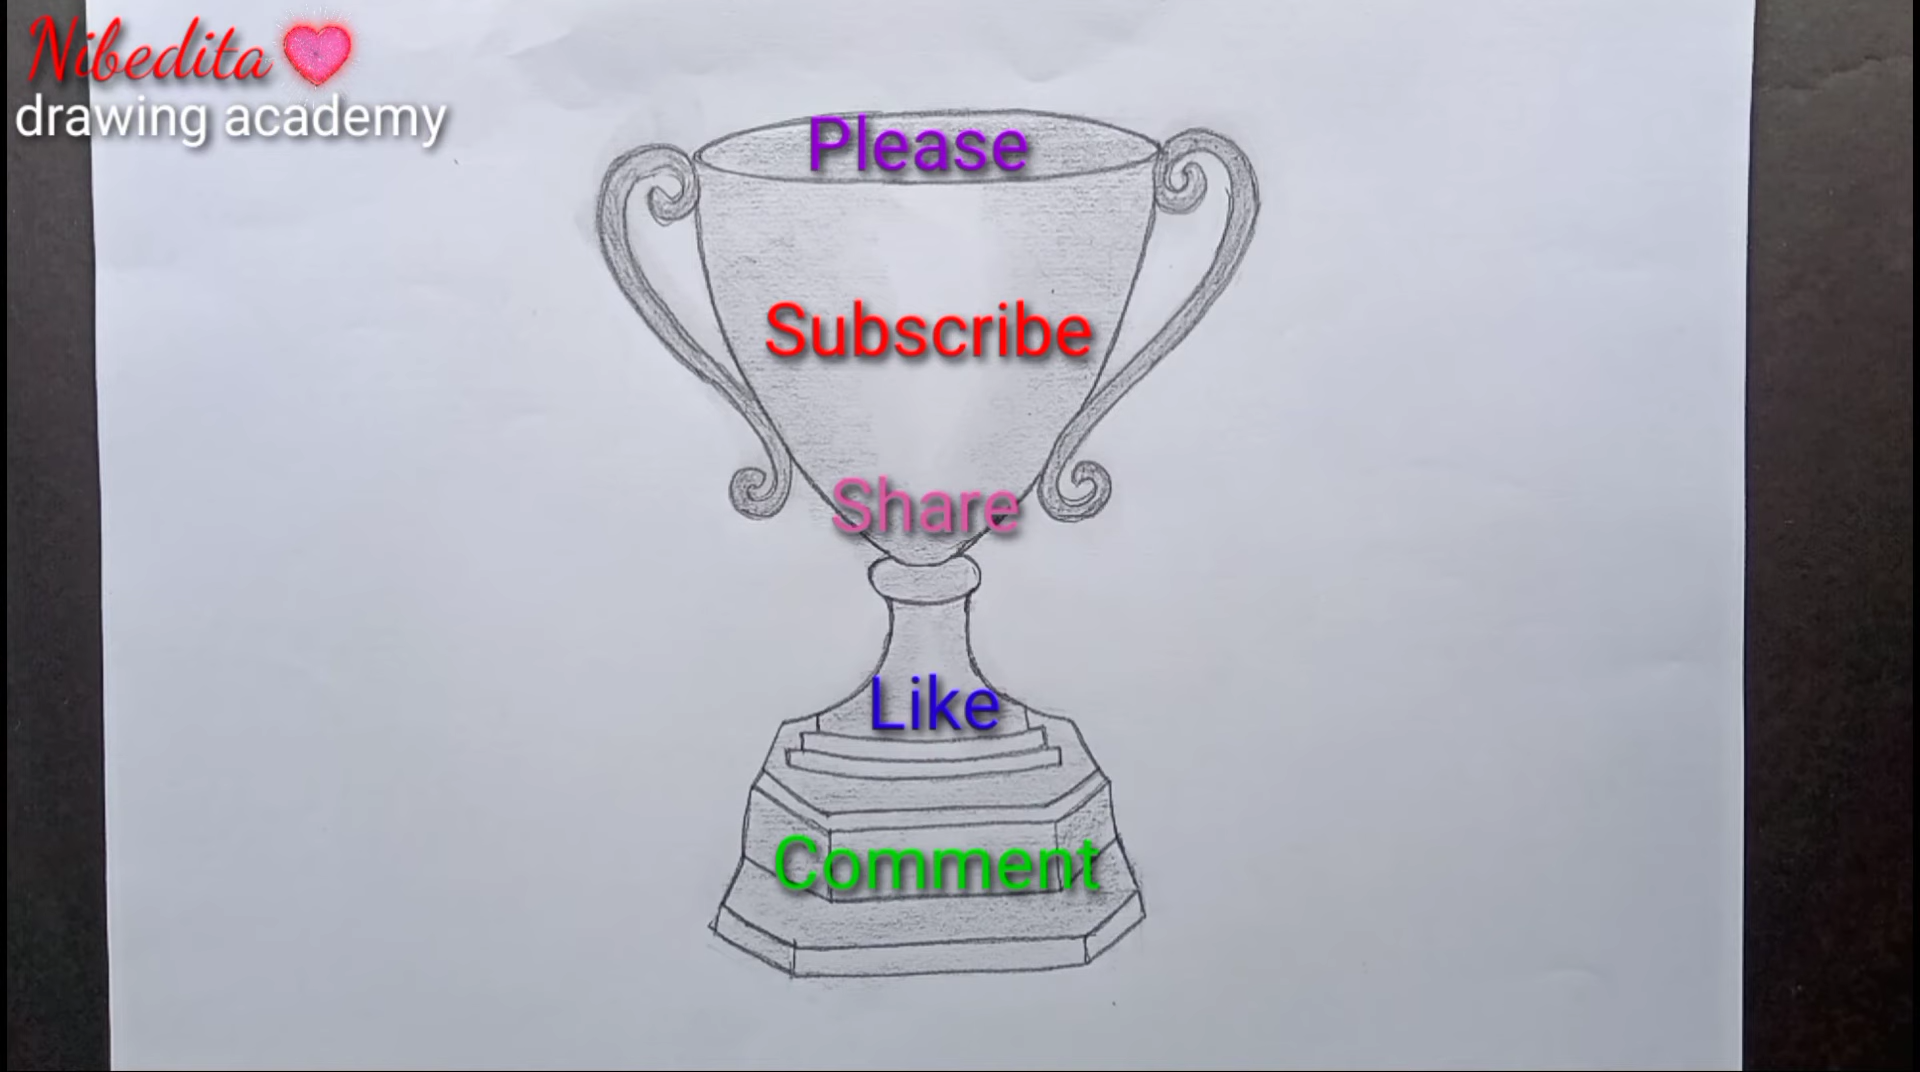 Nibedita
drawing academy
Please
Subscribe
Share
Like
Comment